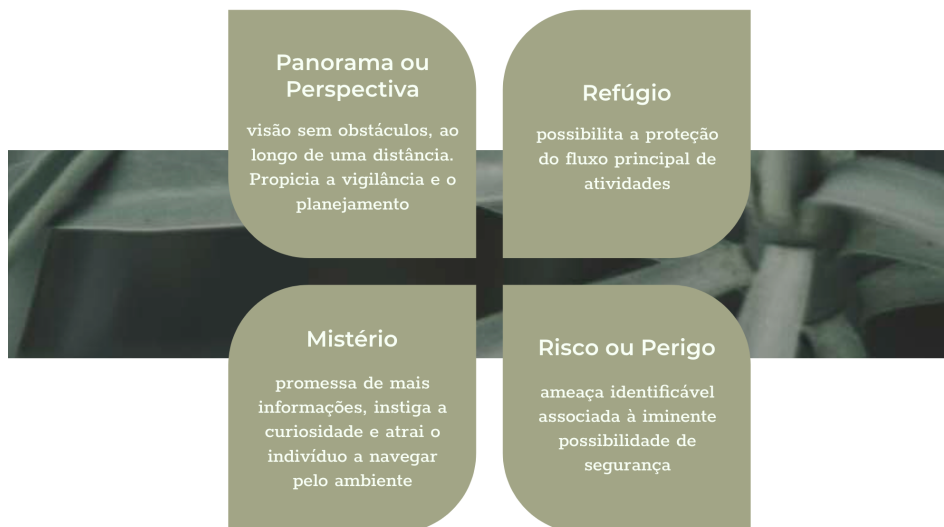 Panorama ou
Perspectiva
visão sem obstáculos, ao
longo de uma distância.
Propicia a vigilância e o
planejamento
Refúgio
possibilita a proteção
do fluxo principal de
atividades
Mistério
promessa de mais
informações, instiga a
curiosidade e atrai o
indivíduo a navegar
pelo ambiente
Risco ou Perigo
ameaça identificável
associada à iminente
possibilidade de
segurança